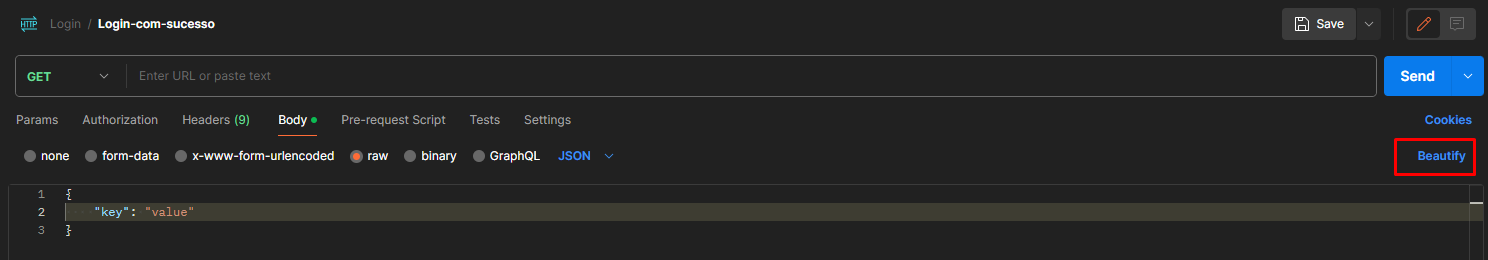 HTTP Login / Login-com-sucesso Save
GET Enter URL or paste text Send
Params Authorization Headers (9) Body Pre-request Script Tests Settings Cookies
none form-data x-www-form-urlencoded raw binary GraphQL JSON Beautify
1 {
2 "key": "value"
3 }